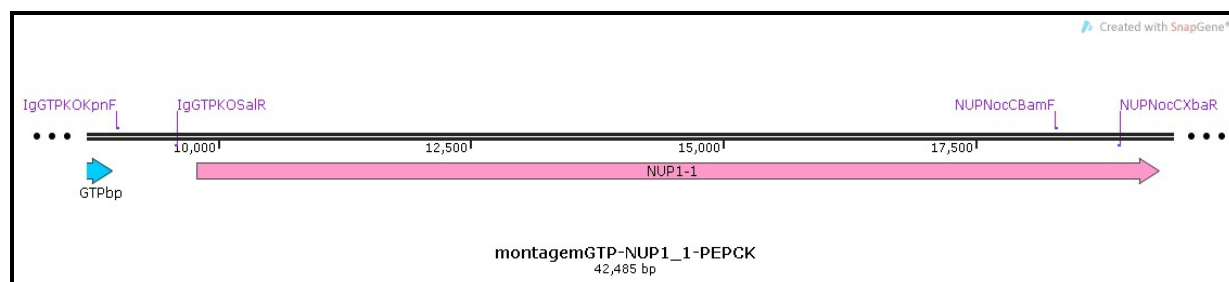 Created with SnapGene®
IgGTPKOKpnF
IgGTPKOSalR
NUPNocCBamF
NUPNocCXbaR
10,000
12,500
15,000
17,500
NUP1-1
GTPbp
montagemGTP-NUP1_1-PEPCK
42,485 bp